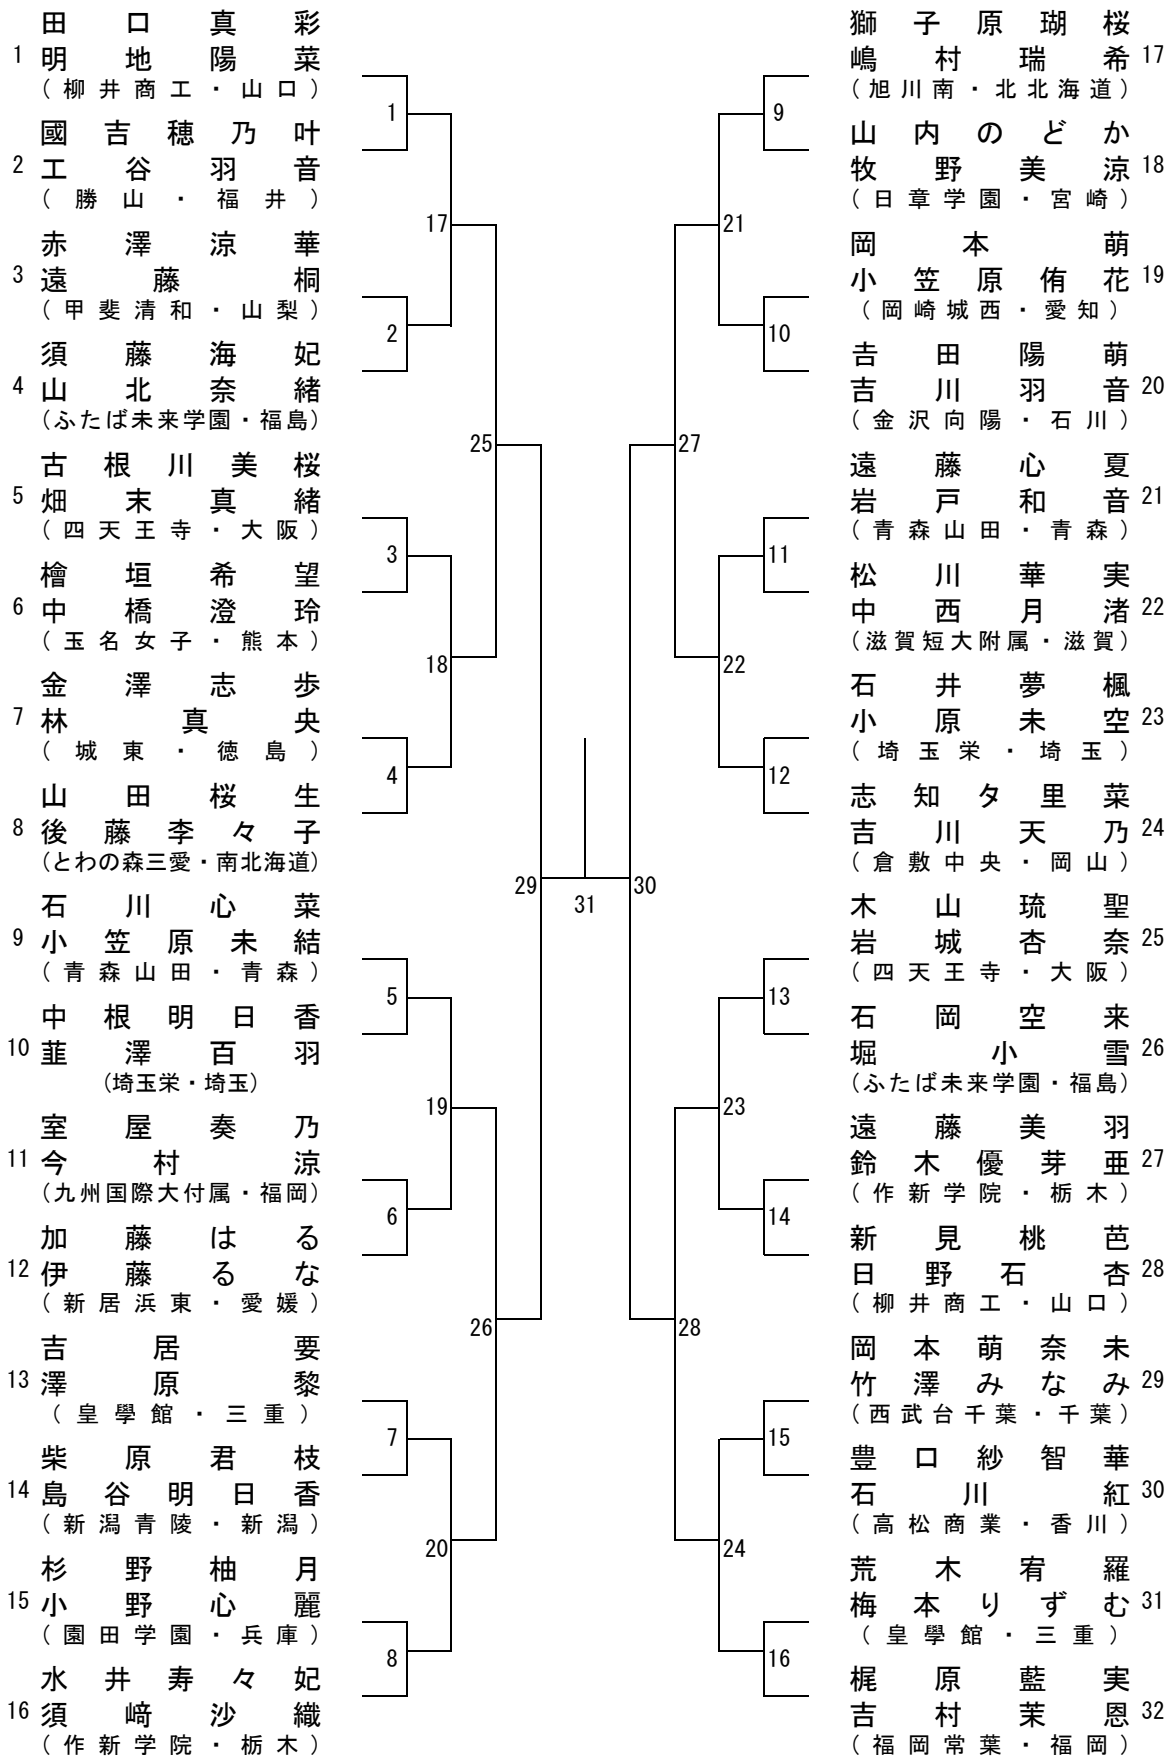 田口真彩
1 明地陽菜
(柳井商工・山口)
國吉穂乃叶
2 工谷羽音
(勝山・福井)
赤澤涼華
3 遠藤桐
(甲斐清和・山梨)
須藤海妃
4 山北奈緒
(ふたば未来学園・福島)
古根川美桜
5 畑末真緒
(四天王寺・大阪)
檜垣希望
6 中橋澄玲
(玉名女子・熊本)
金澤志歩
7 林真央
(城東・徳島)
山田桜生
8 後藤李々子
(とわの森三愛・南北海道)
石川心菜
9 小笠原未結
(青森山田・青森)
中根明日香
10 韮澤百羽
(埼玉栄・埼玉)
室屋奏乃
11 今村涼
(九州国際大付属・福岡)
加藤はる
12 伊藤るな
(新居浜東・愛媛)
吉居要
13 澤原黎
(皇學館・三重)
柴原君枝
14 島谷明日香
(新潟青陵・新潟)
杉野柚月
15 小野心麗
(園田学園・兵庫)
水井寿々妃
16 須﨑沙織
(作新学院・栃木)
1
2
3
4
5
6
7
8
17
18
19
20
25
26
29
31
30
27
28
21
22
23
24
9
10
11
12
13
14
15
16
獅子原瑚桜
嶋村瑞希 17
(旭川南・北北海道)
山内のどか
牧野美涼 18
(日章学園・宮崎)
岡本萌
小笠原侑花 19
(岡崎城西・愛知)
吉田陽萌
吉川羽音 20
(金沢向陽・石川)
遠藤心夏
岩戸和音 21
(青森山田・青森)
松川華実
中西月渚 22
(滋賀短大附属・滋賀)
石井夢楓
小原未空 23
(埼玉栄・埼玉)
志知タ里菜
吉川天乃 24
(倉敷中央・岡山)
木山琉聖
岩城杏奈 25
(四天王寺・大阪)
石岡空来
堀小雪 26
(ふたば未来学園・福島)
遠藤美羽
鈴木優芽亜 27
(作新学院・栃木)
新見桃芭
日野石杏 28
(柳井商工・山口)
岡本萌奈未
竹澤みなみ 29
(西武台千葉・千葉)
豊口紗智華
石川紅 30
(高松商業・香川)
荒木宥羅
梅本りずむ 31
(皇學館・三重)
梶原藍実
吉村茉恩 32
(福岡常葉・福岡)